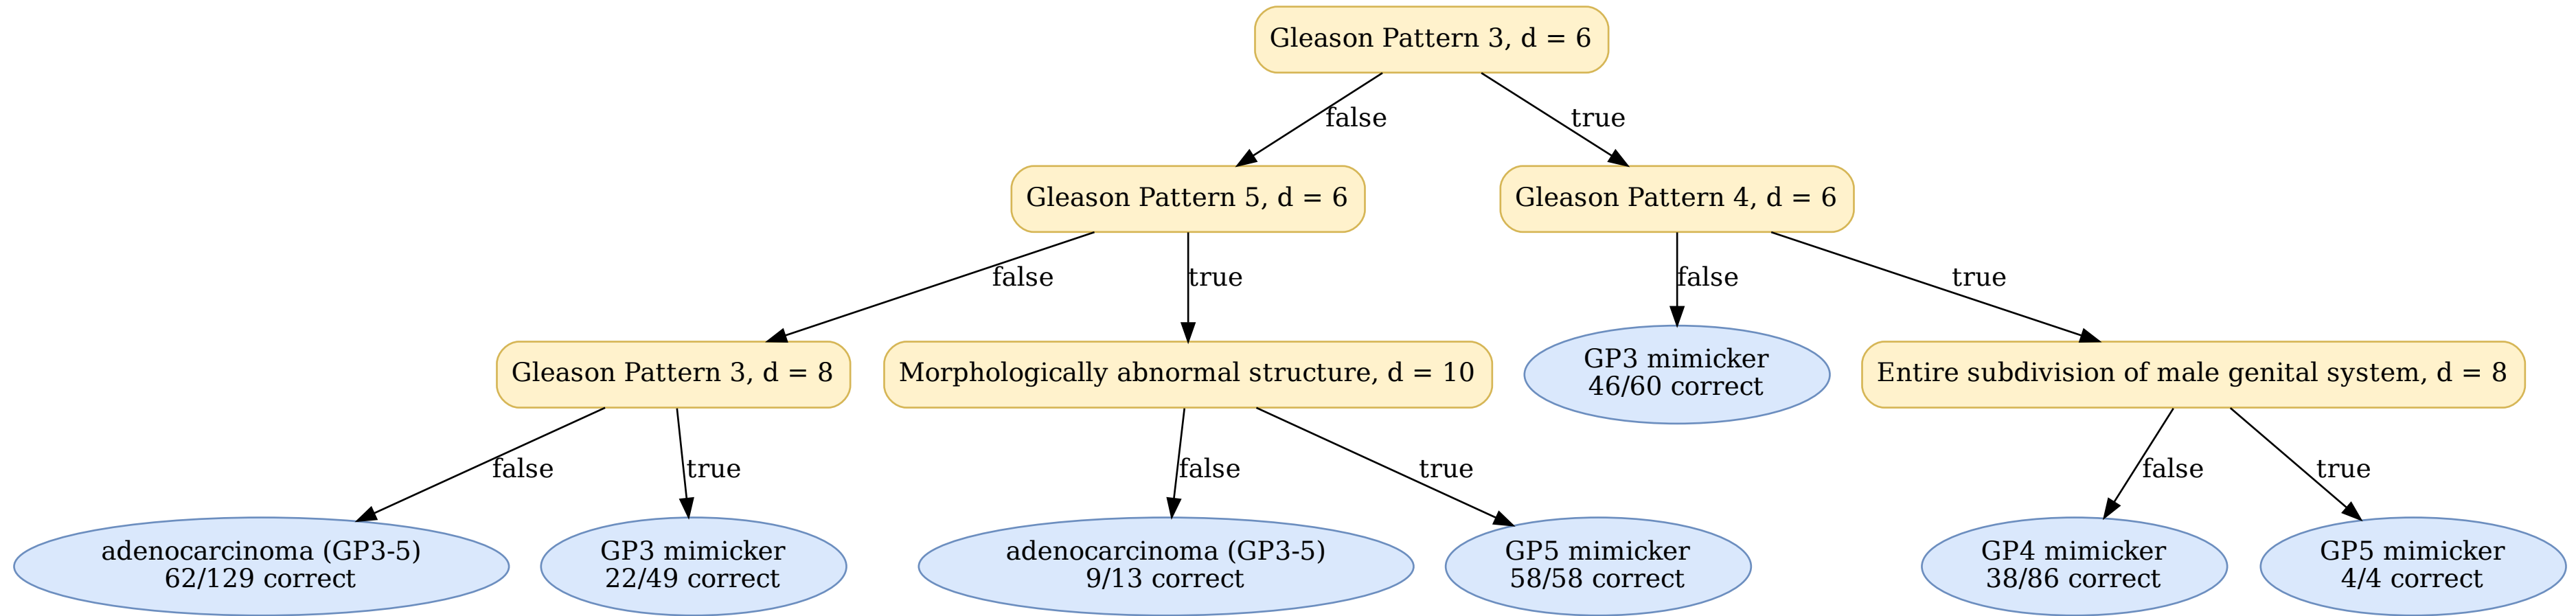 Gleason Pattern 3, d = 6
false
true
Gleason Pattern 5, d = 6
Gleason Pattern 4, d = 6
false
true
false
true
Gleason Pattern 3, d = 8
Morphologically abnormal structure, d = 10
GP3 mimicker
46/60 correct
Entire subdivision of male genital system, d = 8
false
true
false
true
false
true
adenocarcinoma (GP3-5)
62/129 correct
GP3 mimicker
22/49 correct
adenocarcinoma (GP3-5)
9/13 correct
GP5 mimicker
58/58 correct
GP4 mimicker
38/86 correct
GP5 mimicker
4/4 correct